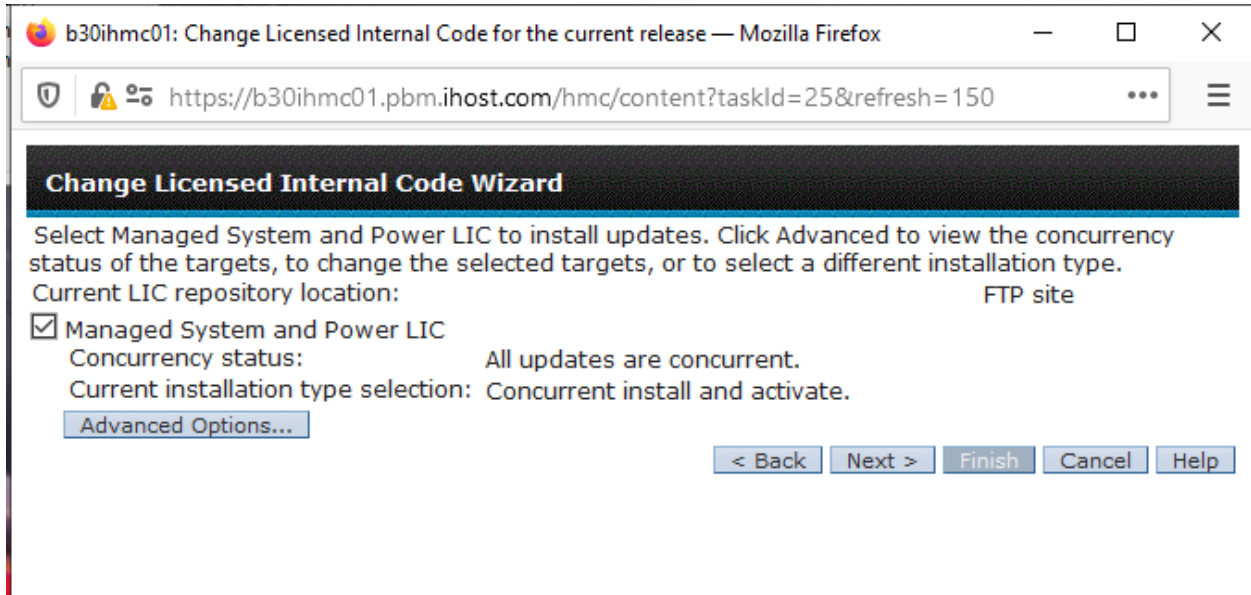 b30ihmc01: Change Licensed Internal Code for the current release — Mozilla Firefox
https://b30ihmc01.pbm.ihost.com/hmc/content?taskId=25&refresh=150
Change Licensed Internal Code Wizard
Select Managed System and Power LIC to install updates. Click Advanced to view the concurrency
status of the targets, to change the selected targets, or to select a different installation type.
Current LIC repository location: FTP site
Managed System and Power LIC
Concurrency status: All updates are concurrent.
Current installation type selection: Concurrent install and activate.
Advanced Options...
< Back Next > Finish Cancel Help